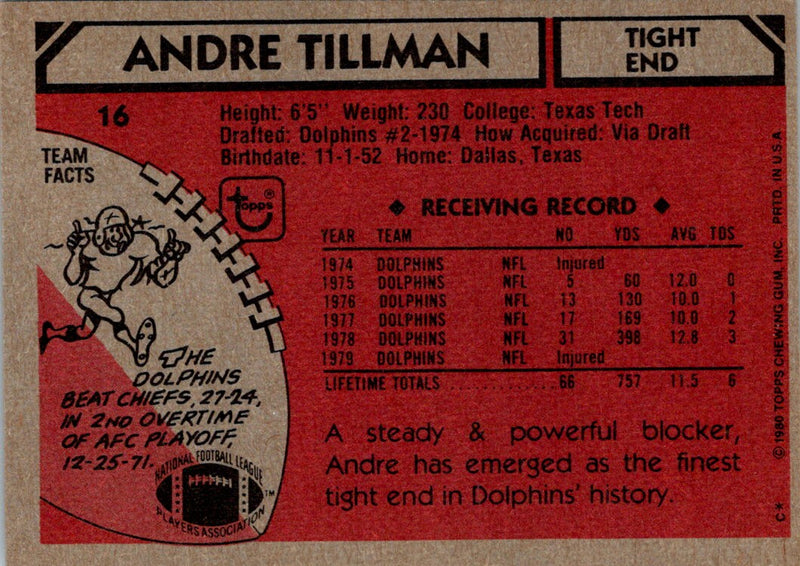 ANDRE TILLMAN
TIGHT
END
16
Height: 6'5" Weight: 230 College: Texas Tech
Drafted: Dolphins #2-1974 How Acquired: Via Draft
Birthdate: 11-1-52 Home: Dallas, Texas
TEAM
FACTS
Topps®
◆ RECEIVING RECORD ◆
YEAR TEAM NO YDS AVG TDS
1974 DOLPHINS NFL Injured
1975 DOLPHINS NFL 5 60 12.0 0
1976 DOLPHINS NFL 13 130 10.0 1
1977 DOLPHINS NFL 17 169 10.0 2
1978 DOLPHINS NFL 31 398 12.8 3
1979 DOLPHINS NFL Injured
LIFETIME TOTALS 66 757 11.5 6
THE
DOLPHINS
BEAT CHIEFS, 27-24,
IN 2ND OVERTIME
OF AFC PLAYOFF,
12-25-71.
NATIONAL FOOTBALL LEAGUE
PLAYERS ASSOCIATION™
A steady & powerful blocker,
Andre has emerged as the finest
tight end in Dolphins' history.
© 1980 TOPPS CHEWING GUM, INC. PRTD. IN U.S.A.
C*